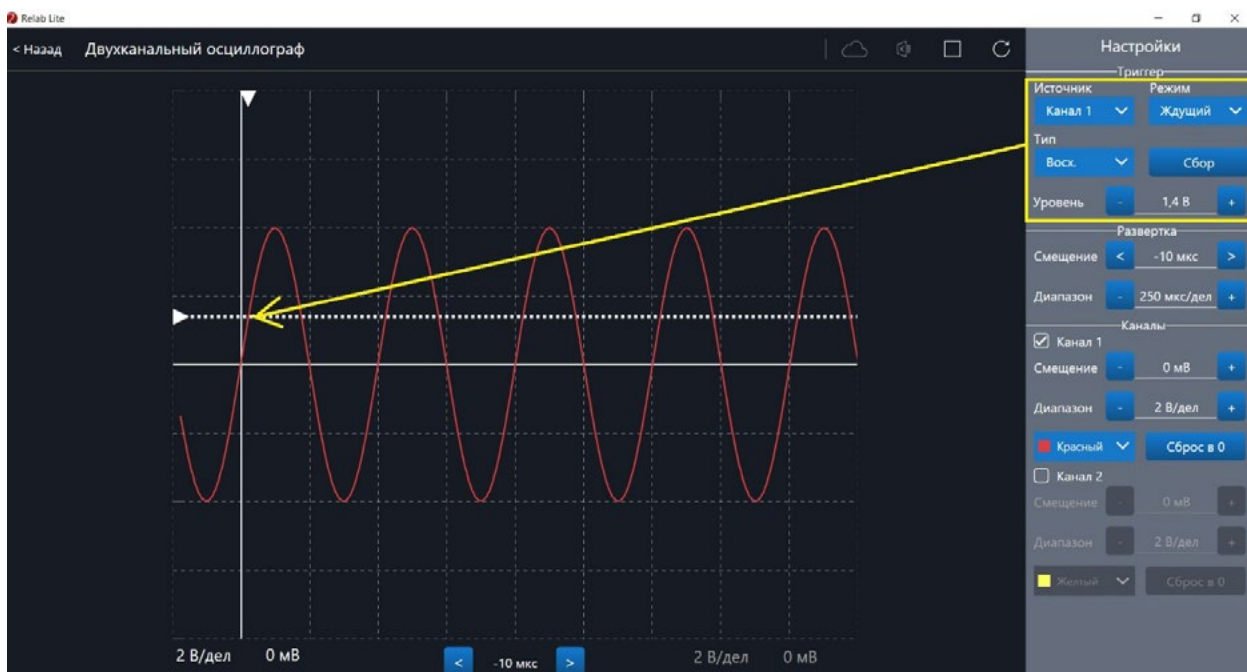 Relab Lite
< Назад Двухканальный осциллограф
Настройки
Триггер
Источник Режим
Канал 1 Ждущий
Тип
Восх. Сбор
Уровень - 1,4 В +
Развертка
Смещение < -10 мкс >
Диапазон - 250 мкс/дел +
Каналы
Канал 1
Смещение - 0 мВ +
Диапазон - 2 В/дел +
Красный Сброс в 0
Канал 2
Смещение - 0 мВ +
Диапазон - 2 В/дел +
Желтый Сброс в 0
2 В/дел 0 мВ < -10 мкс > 2 В/дел 0 мВ